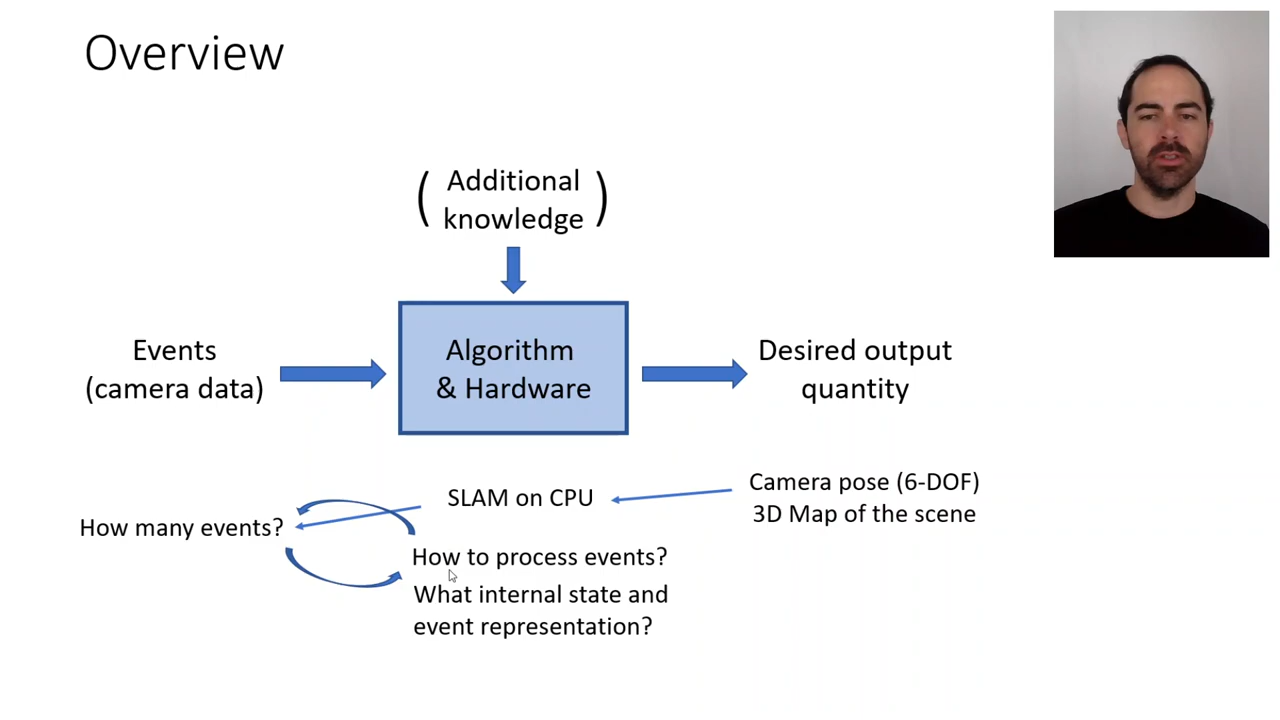 Overview
( Additional
knowledge )
Events
(camera data)
Algorithm
& Hardware
Desired output
quantity
SLAM on CPU
Camera pose (6-DOF)
3D Map of the scene
How many events?
How to process events?
What internal state and
event representation?